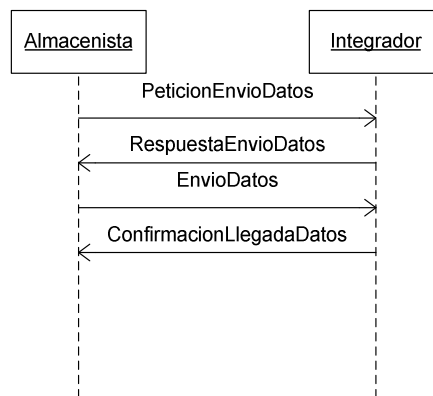 Almacenista
Integrador
PeticionEnvioDatos
RespuestaEnvioDatos
EnvioDatos
ConfirmacionLlegadaDatos